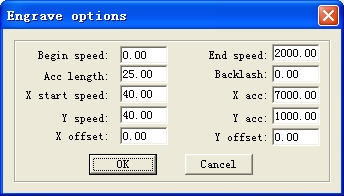 Engrave options
Begin speed: 0.00 End speed: 2000.00
Acc length: 25.00 Backlash: 0.00
X start speed: 40.00 X acc: 7000.00
Y speed: 40.00 Y acc: 1000.00
X offset: 0.00 Y offset: 0.00
OK Cancel